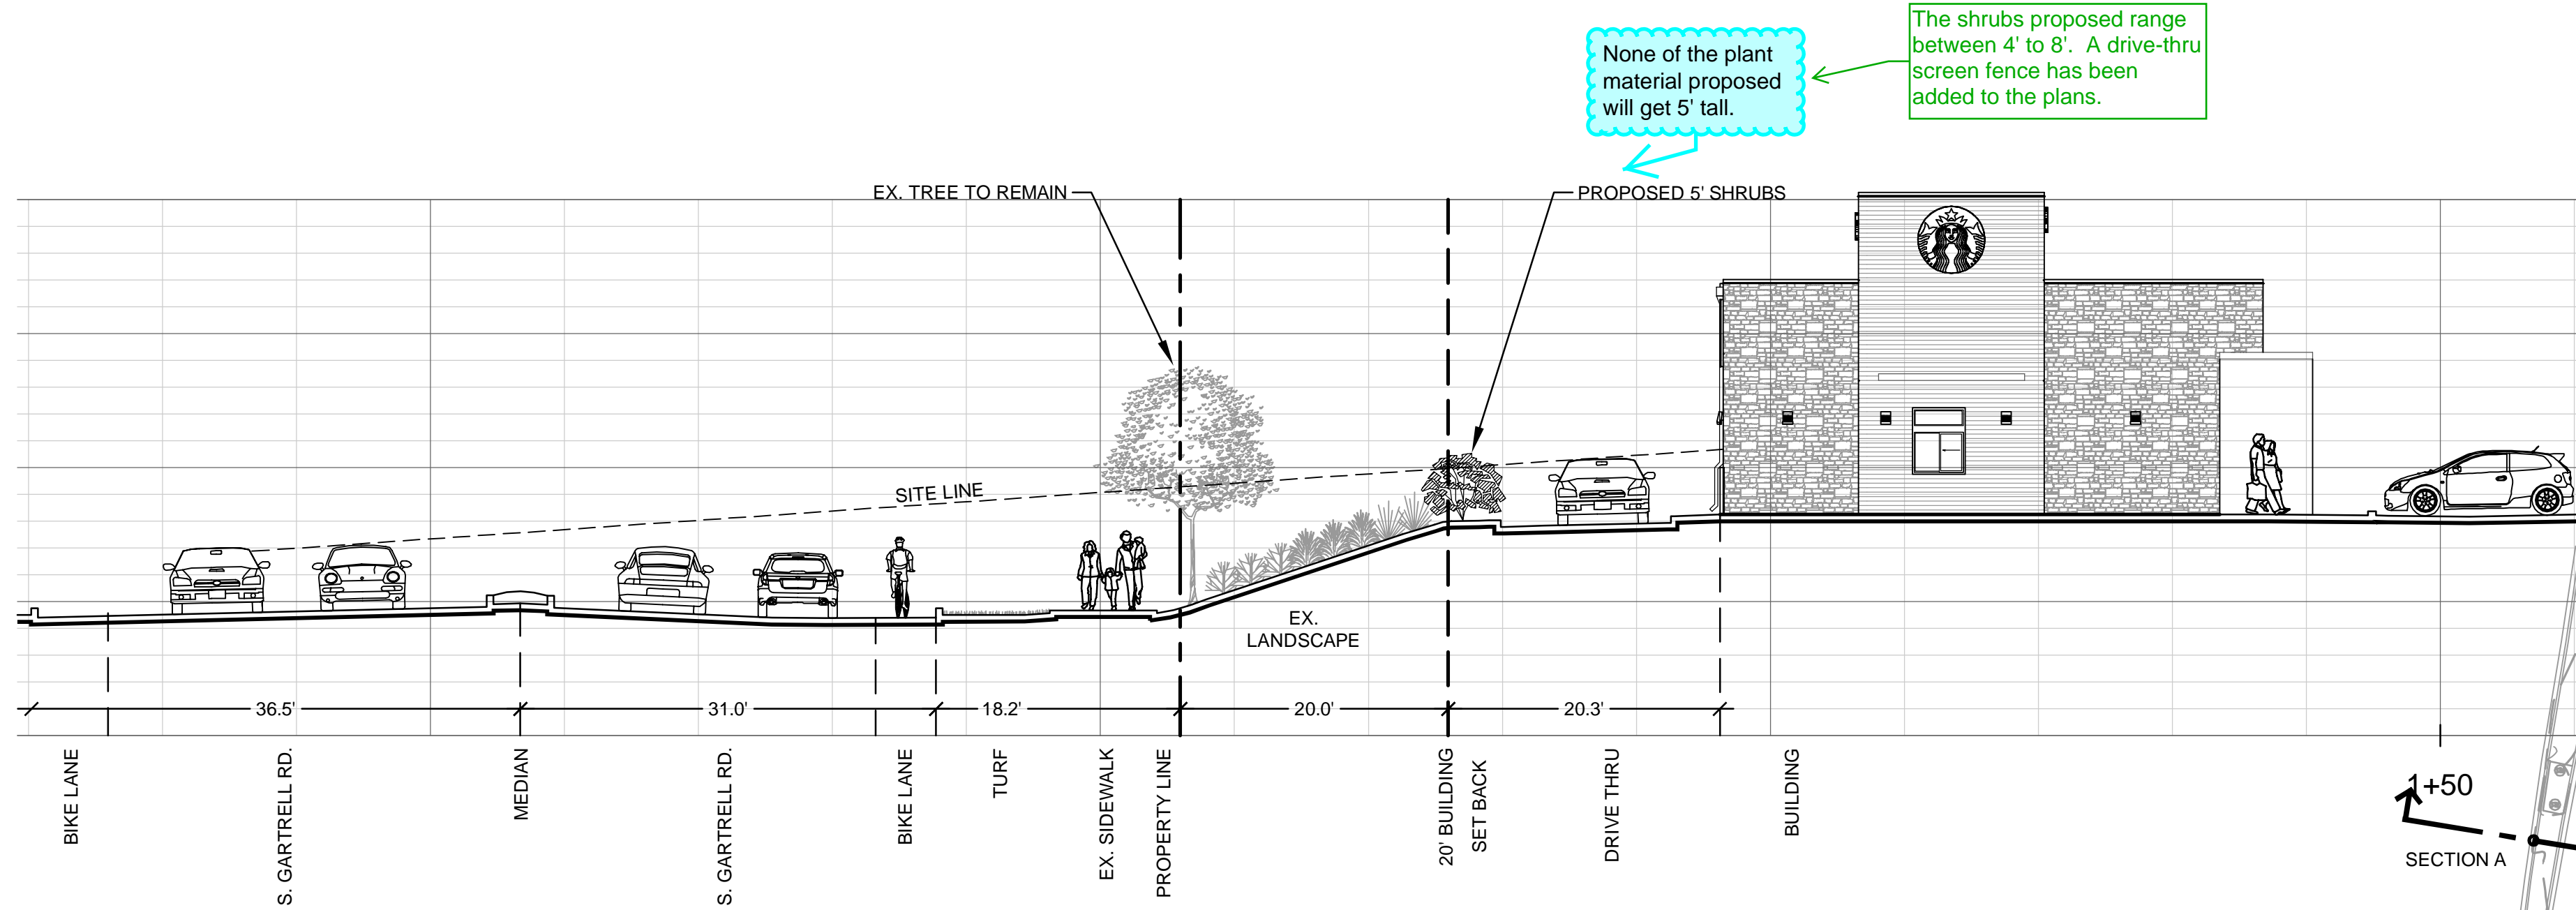 The shrubs proposed range
between 4' to 8'.  A drive-thru
screen fence has been
added to the plans.
None of the plant
material proposed
will get 5' tall.
EX. TREE TO REMAIN
PROPOSED 5' SHRUBS
SITE LINE
EX.
LANDSCAPE
36.5'
31.0'
18.2'
20.0'
20.3'
BIKE LANE
S. GARTRELL RD.
MEDIAN
S. GARTRELL RD.
BIKE LANE
TURF
EX. SIDEWALK
PROPERTY LINE
20' BUILDING
SET BACK
DRIVE THRU
BUILDING
1+50
SECTION A